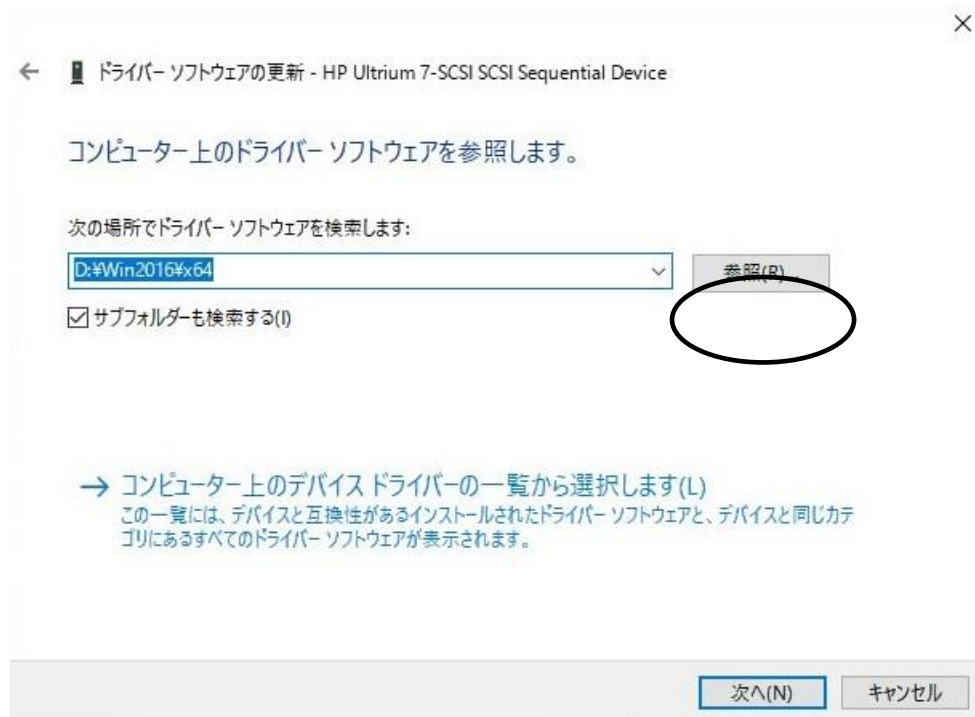 ドライバー ソフトウェアの更新 - HP Ultrium 7-SCSI SCSI Sequential Device
コンピューター上のドライバー ソフトウェアを参照します。
次の場所でドライバー ソフトウェアを検索します:
D:¥Win2016¥x64
参照(R)...
サブフォルダーも検索する(I)
コンピューター上のデバイス ドライバーの一覧から選択します(L)
この一覧には、デバイスと互換性があるインストールされたドライバー ソフトウェアと、デバイスと同じカテ
ゴリにあるすべてのドライバー ソフトウェアが表示されます。
次へ(N)
キャンセル